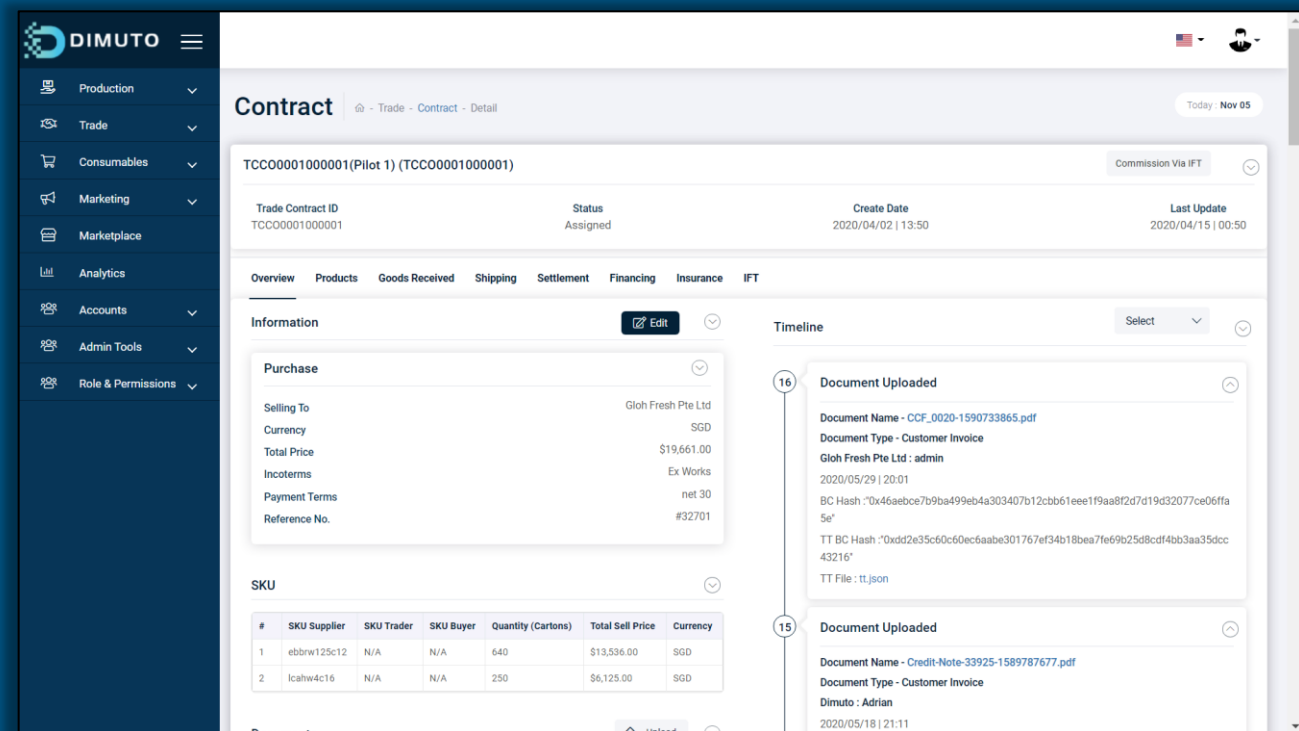 DIMUTO
Production
Trade
Consumables
Marketing
Marketplace
Analytics
Accounts
Admin Tools
Role & Permissions
Contract
- Trade - Contract - Detail
Today : Nov 05
TCCO0001000001(Pilot 1) (TCCO0001000001)
Commission Via IFT
Trade Contract ID Status Create Date Last Update
TCCO0001000001 Assigned 2020/04/02 | 13:50 2020/04/15 | 00:50
Overview Products Goods Received Shipping Settlement Financing Insurance IFT
Information
Edit
Purchase
Selling To Gloh Fresh Pte Ltd
Currency SGD
Total Price $19,661.00
Incoterms Ex Works
Payment Terms net 30
Reference No. #32701
SKU
# SKU Supplier SKU Trader SKU Buyer Quantity (Cartons) Total Sell Price Currency
1 ebbrw125c12 N/A N/A 640 $13,536.00 SGD
2 lcahw4c16 N/A N/A 250 $6,125.00 SGD
Timeline
Select
16 Document Uploaded
Document Name - CCF_0020-1590733865.pdf
Document Type - Customer Invoice
Gloh Fresh Pte Ltd : admin
2020/05/29 | 20:01
BC Hash :"0x46aebce7b9ba499eb4a303407b12cbb61eee1f9aa8f2d7d19d32077ce06ffa
5e"
TT BC Hash :"0xdd2e35c60c60ec6aabe301767ef34b18bea7fe69b25d8cdf4bb3aa35dcc
43216"
TT File : tt.json
15 Document Uploaded
Document Name - Credit-Note-33925-1589787677.pdf
Document Type - Customer Invoice
Dimuto : Adrian
2020/05/18 | 21:11